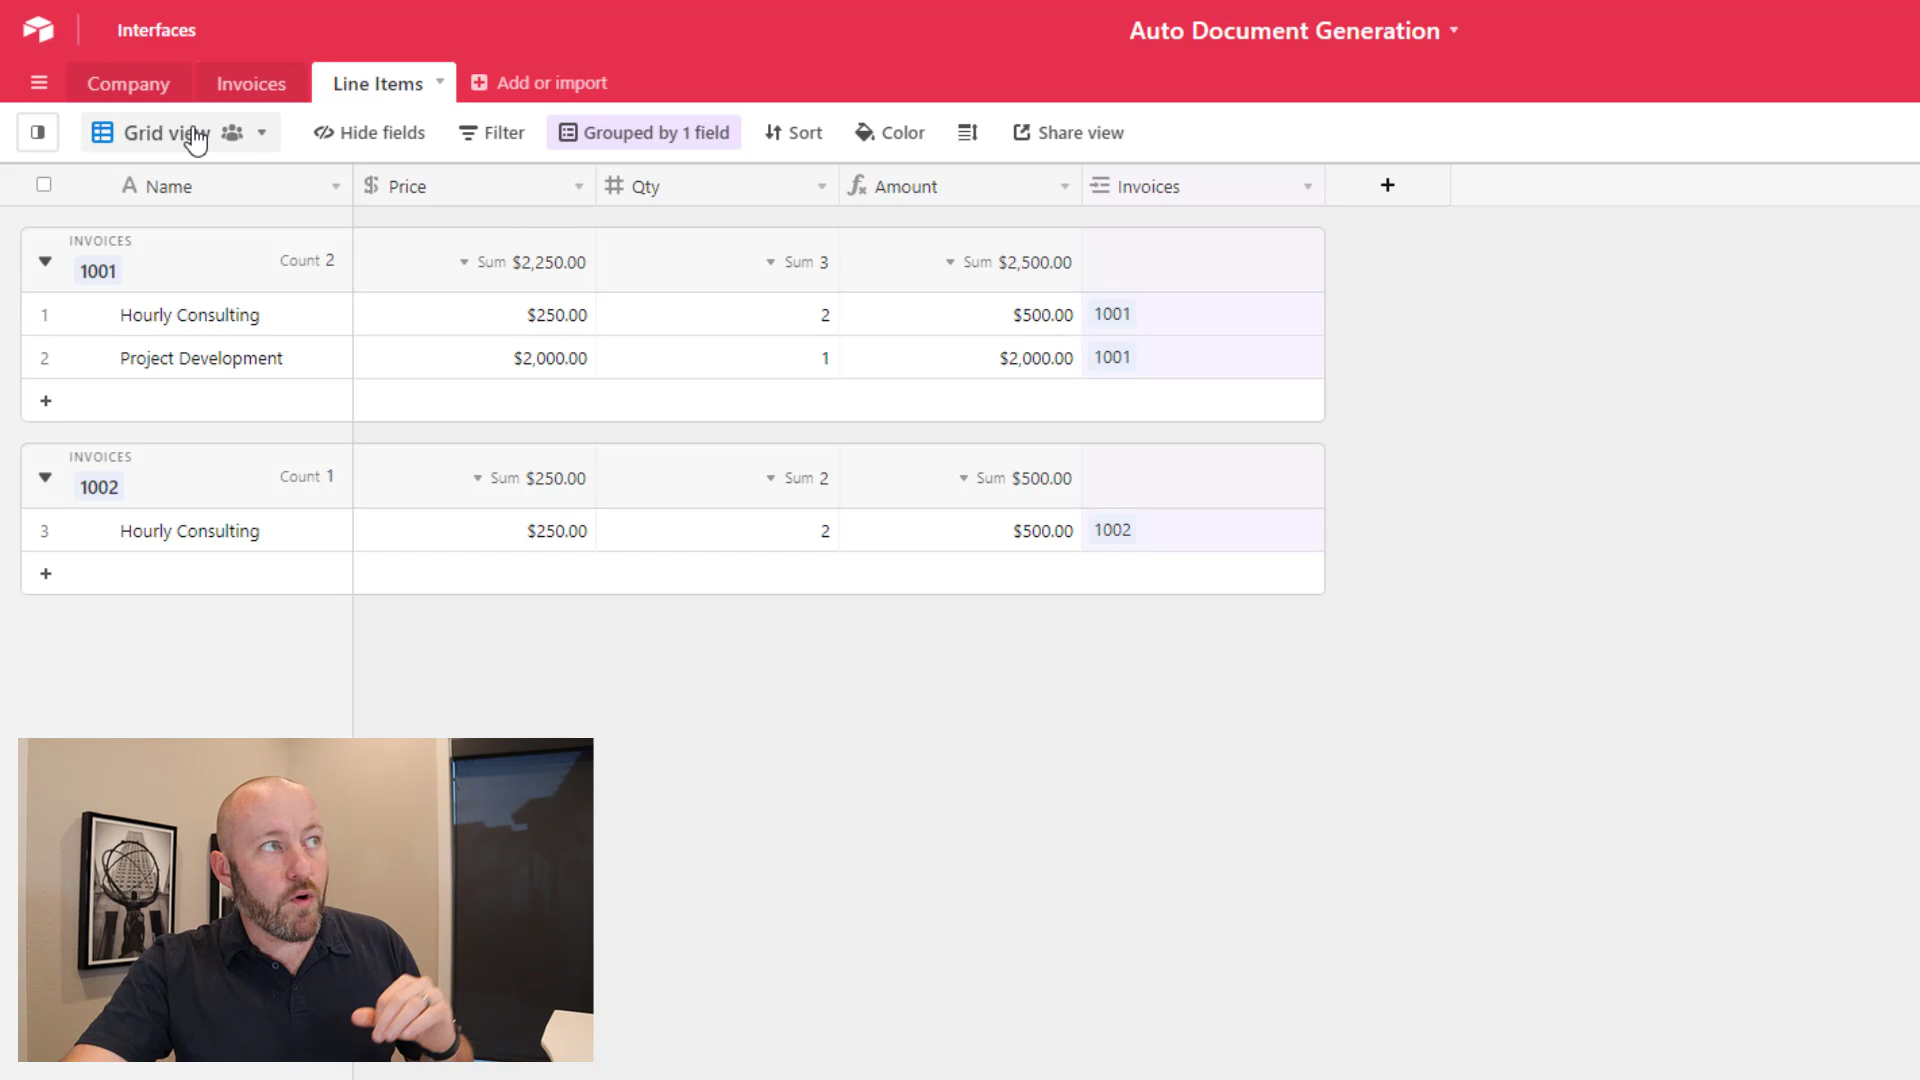 Interfaces
Auto Document Generation
Company
Invoices
Line Items
Add or import
Grid view
Hide fields
Filter
Grouped by 1 field
Sort
Color
Share view
Name
Price
Qty
Amount
Invoices
INVOICES
1001
Count 2
Sum $2,250.00
Sum 3
Sum $2,500.00
1 Hourly Consulting $250.00 2 $500.00 1001
2 Project Development $2,000.00 1 $2,000.00 1001
+
INVOICES
1002
Count 1
Sum $250.00
Sum 2
Sum $500.00
3 Hourly Consulting $250.00 2 $500.00 1002
+